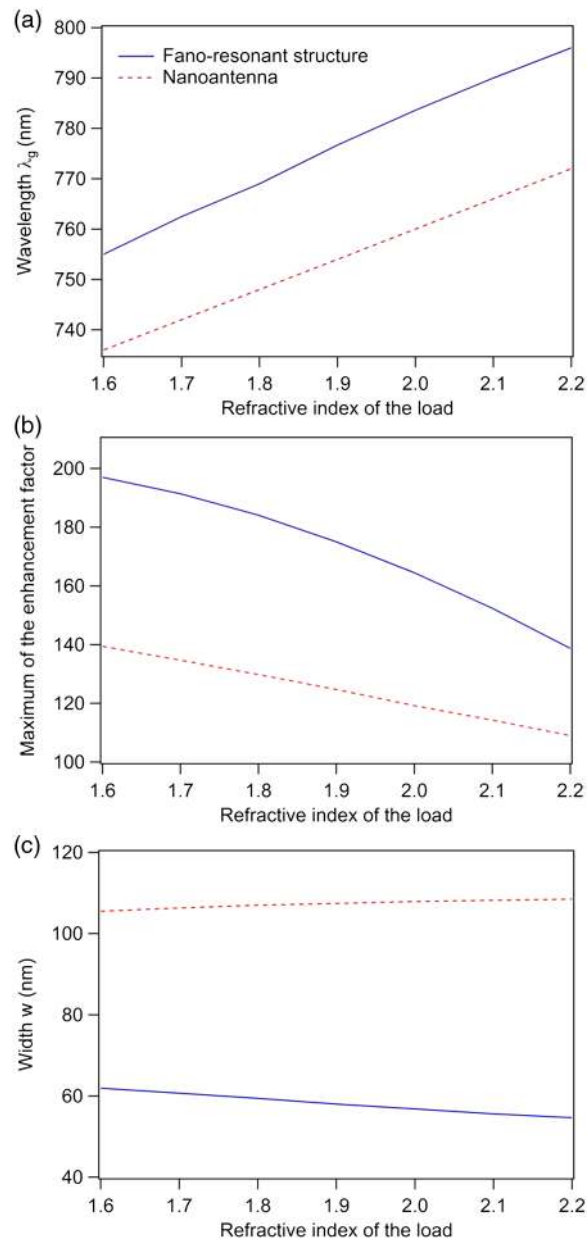 (a)
800
790
780
770
760
750
740
Wavelength λg (nm)
Fano-resonant structure
Nanoantenna
1.6 1.7 1.8 1.9 2.0 2.1 2.2
Refractive index of the load
(b)
200
180
160
140
120
100
Maximum of the enhancement factor
1.6 1.7 1.8 1.9 2.0 2.1 2.2
Refractive index of the load
(c)
120
100
80
60
40
Width w (nm)
1.6 1.7 1.8 1.9 2.0 2.1 2.2
Refractive index of the load